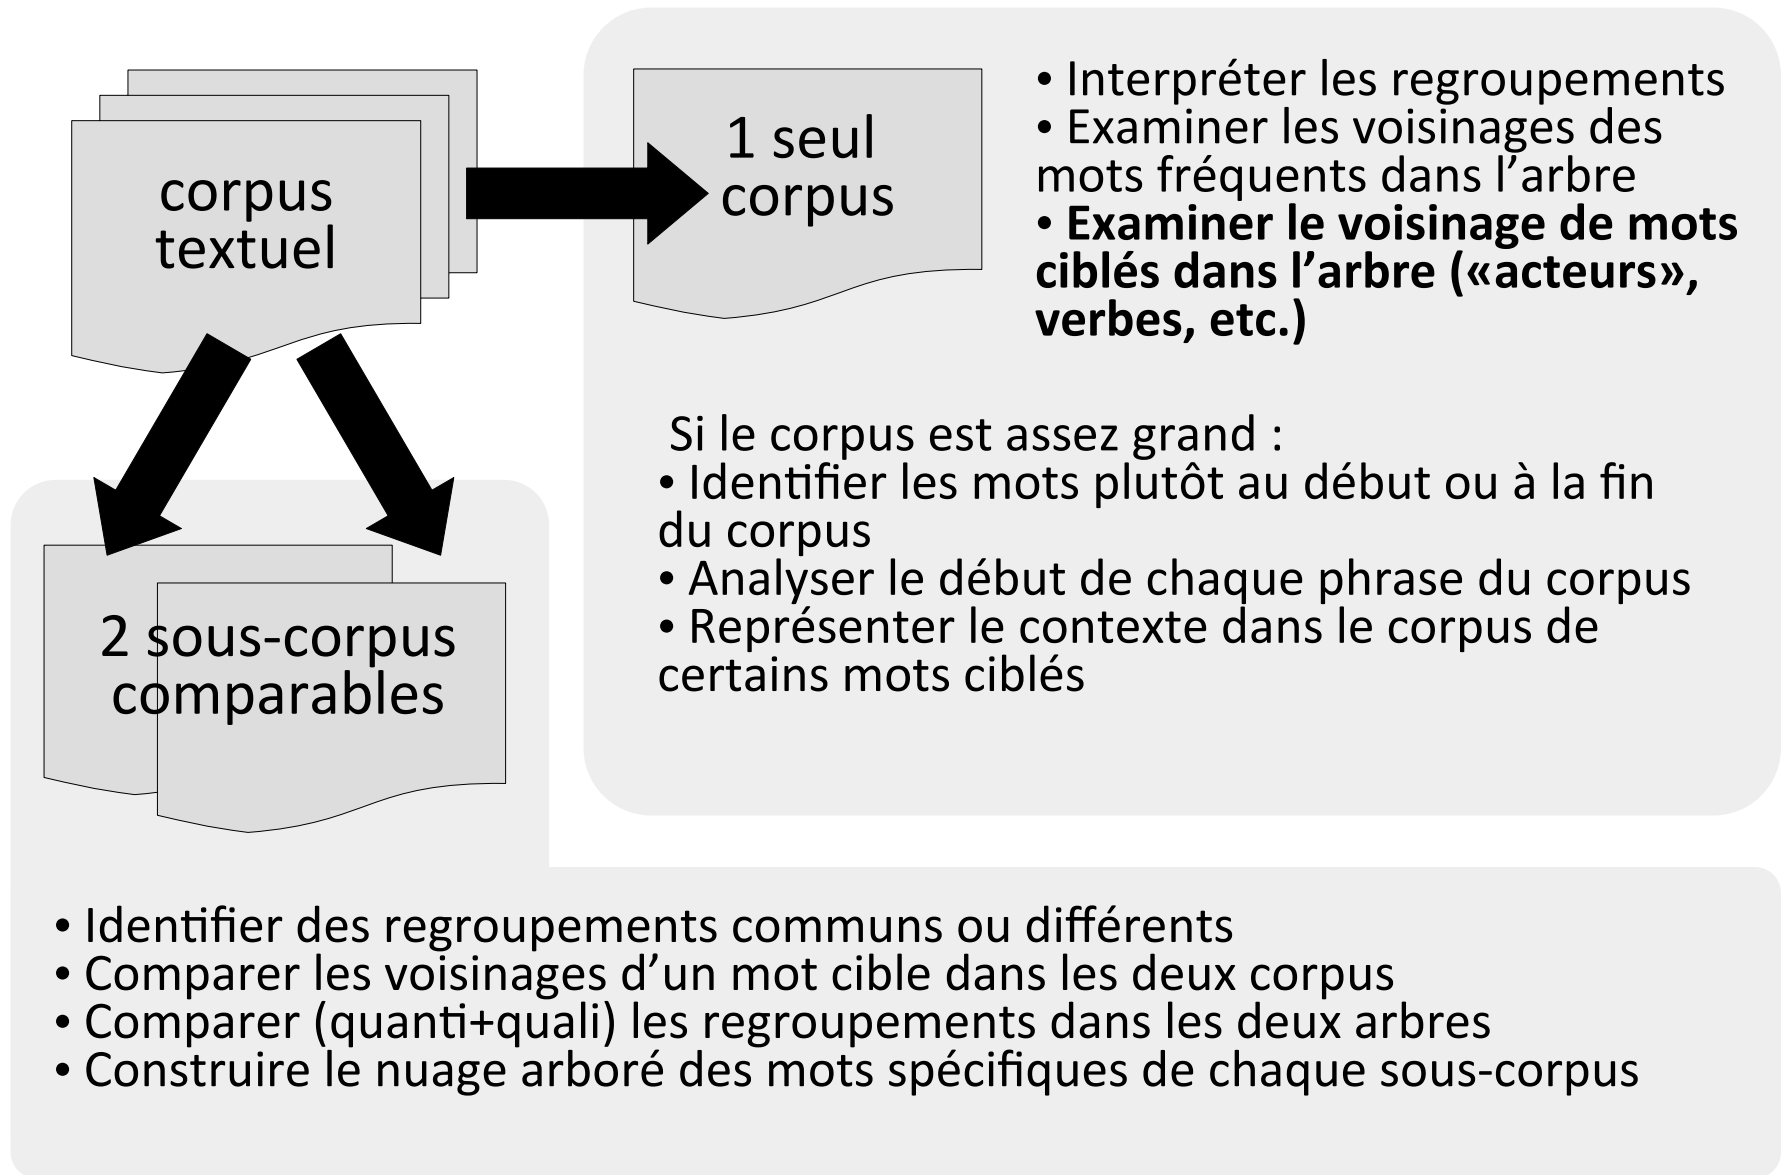 corpus
textuel
1 seul
corpus
• Interpréter les regroupements
• Examiner les voisinages des
mots fréquents dans l’arbre
• Examiner le voisinage de mots
ciblés dans l’arbre («acteurs»,
verbes, etc.)
Si le corpus est assez grand :
• Identifier les mots plutôt au début ou à la fin
du corpus
• Analyser le début de chaque phrase du corpus
• Représenter le contexte dans le corpus de
certains mots ciblés
2 sous-corpus
comparables
• Identifier des regroupements communs ou différents
• Comparer les voisinages d’un mot cible dans les deux corpus
• Comparer (quanti+quali) les regroupements dans les deux arbres
• Construire le nuage arboré des mots spécifiques de chaque sous-corpus